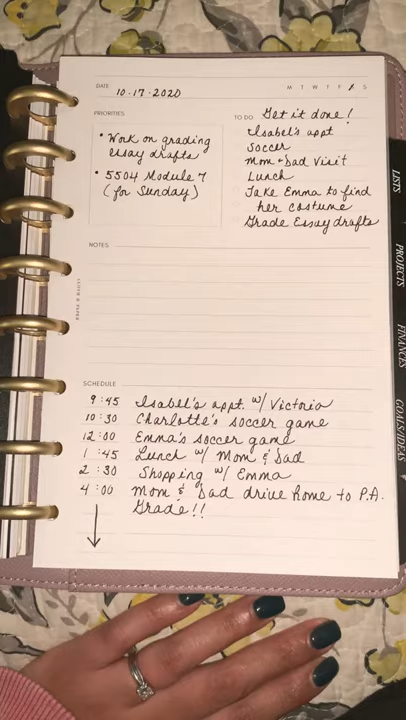 DATE 10.17.2020 M T W T F S S
PRIORITIES
• Work on grading
essay drafts
• 5504 Module 7
(for Sunday)
TO DO Get it done!
Isabel's appt
Soccer
Mom & Dad Visit
Lunch
Take Emma to find
her costume
Grade Essay drafts
NOTES
SCHEDULE
9:45 Isabel's appt. w/ Victoria
10:30 Charlotte's soccer game
12:00 Emma's soccer game
1:45 Lunch w/ Mom & Dad
2:30 Shopping w/ Emma
4:00 Mom & Dad drive home to P.A.
Grade!!
LISTS
PROJECTS
FINANCES
GOALS/IDEAS